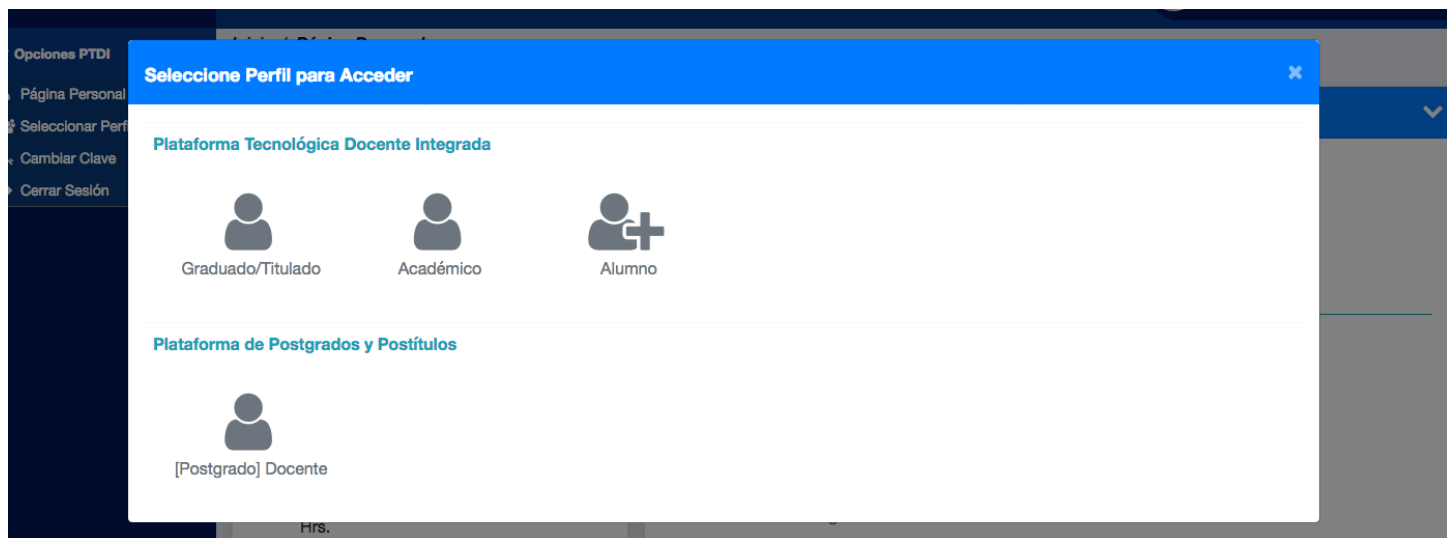 Opciones PTDI
Página Personal
Seleccionar Perfi
Cambiar Clave
Cerrar Sesión
Seleccione Perfil para Acceder
Plataforma Tecnológica Docente Integrada
Graduado/Titulado
Académico
Alumno
Plataforma de Postgrados y Postítulos
[Postgrado] Docente
Hrs.